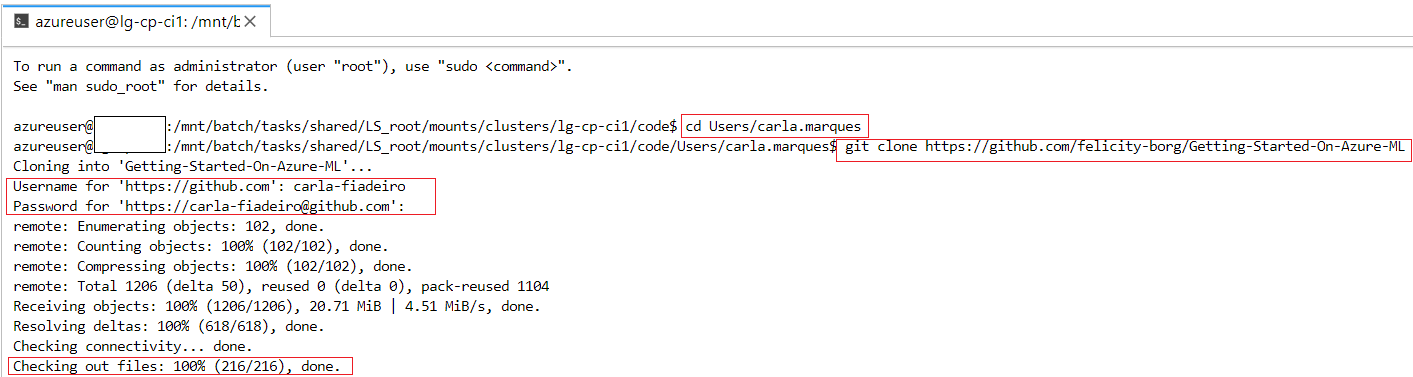 azureuser@lg-cp-ci1: /mnt/b
To run a command as administrator (user "root"), use "sudo <command>".
See "man sudo_root" for details.
azureuser@ :/mnt/batch/tasks/shared/LS_root/mounts/clusters/lg-cp-ci1/code$ cd Users/carla.marques
azureuser@ :/mnt/batch/tasks/shared/LS_root/mounts/clusters/lg-cp-ci1/code/Users/carla.marques$ git clone https://github.com/felicity-borg/Getting-Started-On-Azure-ML
Cloning into 'Getting-Started-On-Azure-ML'...
Username for 'https://github.com': carla-fiadeiro
Password for 'https://carla-fiadeiro@github.com':
remote: Enumerating objects: 102, done.
remote: Counting objects: 100% (102/102), done.
remote: Compressing objects: 100% (102/102), done.
remote: Total 1206 (delta 50), reused 0 (delta 0), pack-reused 1104
Receiving objects: 100% (1206/1206), 20.71 MiB | 4.51 MiB/s, done.
Resolving deltas: 100% (618/618), done.
Checking connectivity... done.
Checking out files: 100% (216/216), done.